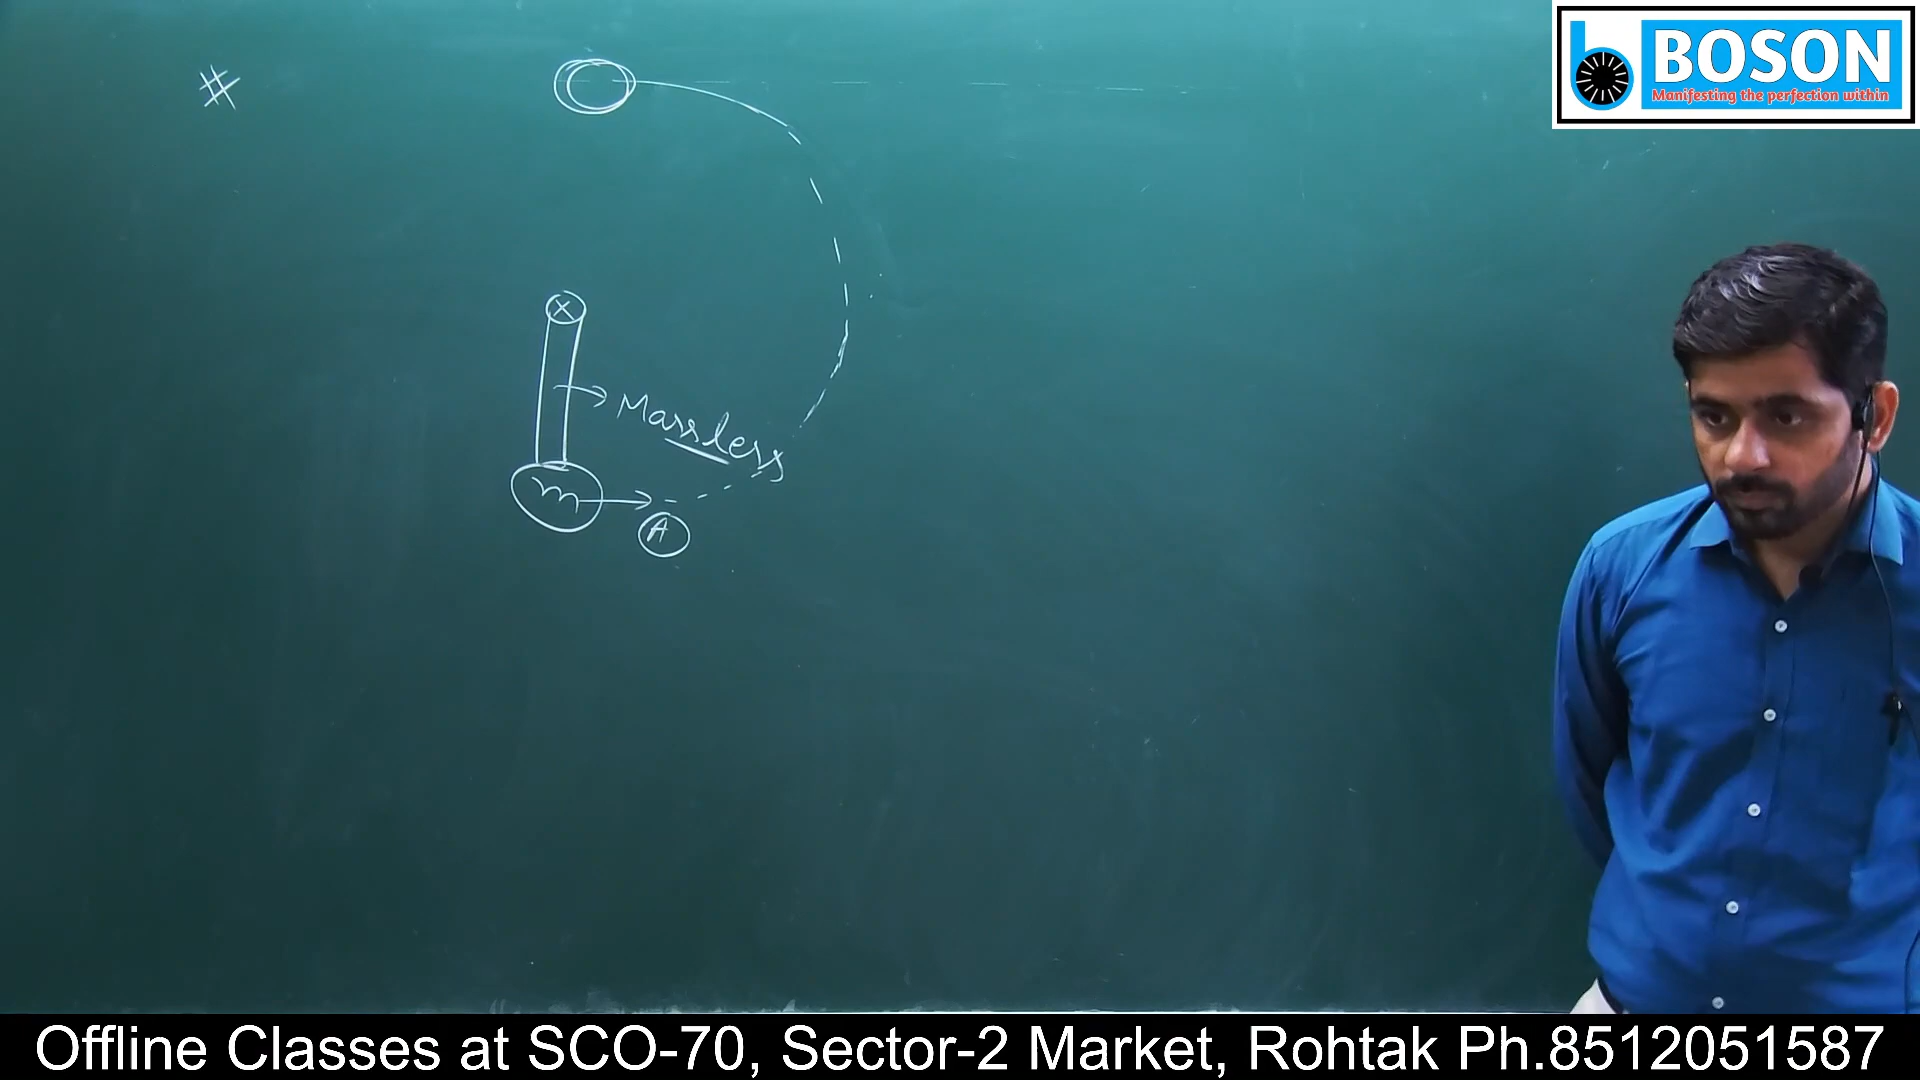 #
BOSON
Manifesting the perfection within
x
Massless
m
A
Offline Classes at SCO-70, Sector-2 Market, Rohtak Ph.8512051587